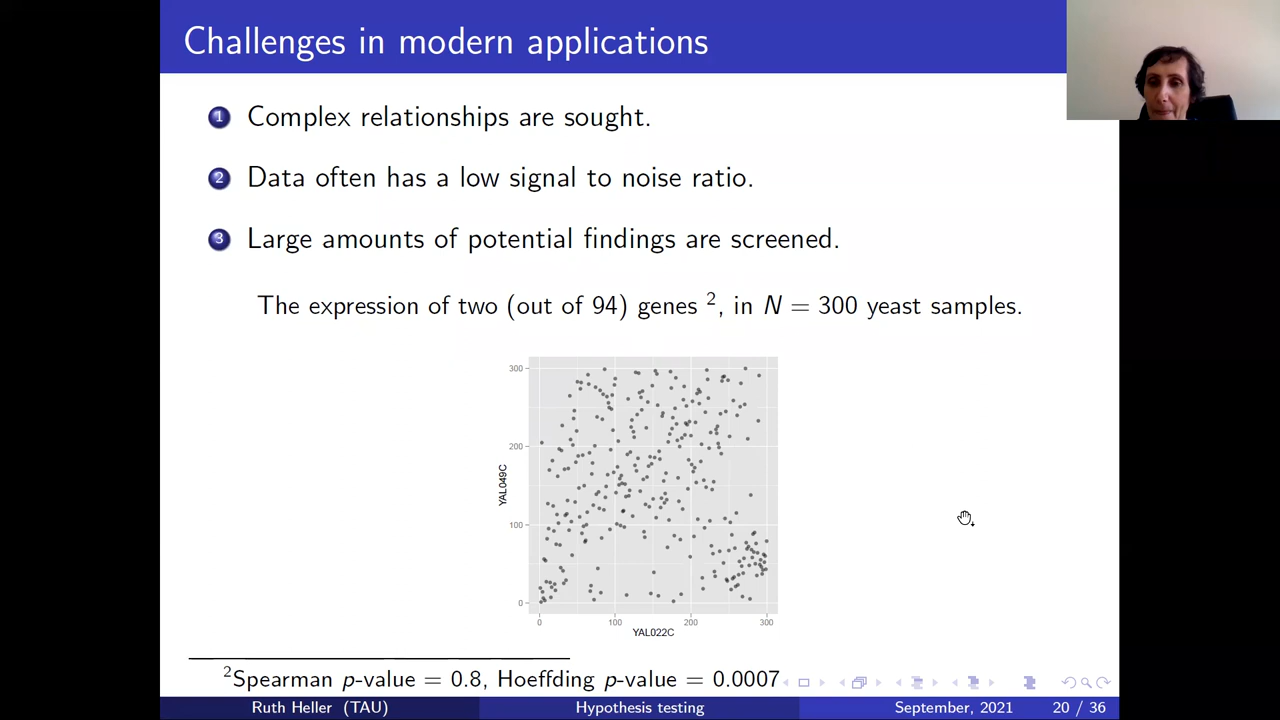 Challenges in modern applications
1 Complex relationships are sought.
2 Data often has a low signal to noise ratio.
3 Large amounts of potential findings are screened.
The expression of two (out of 94) genes ², in N = 300 yeast samples.
300
200
100
0
YAL049C
0 100 200 300
YAL022C
²Spearman p-value = 0.8, Hoeffding p-value = 0.0007
Ruth Heller (TAU) Hypothesis testing September, 2021 20 / 36